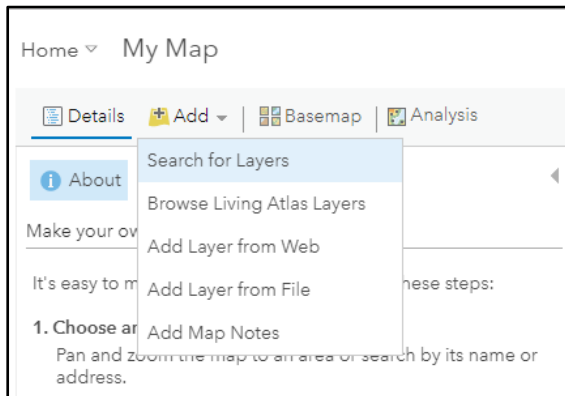 Home My Map
Details Add Basemap Analysis
Search for Layers
About
Browse Living Atlas Layers
Make your ow
Add Layer from Web
It's easy to m hese steps:
Add Layer from File
1. Choose ar
Add Map Notes
Pan and zoom the map to an area or search by its name or
address.